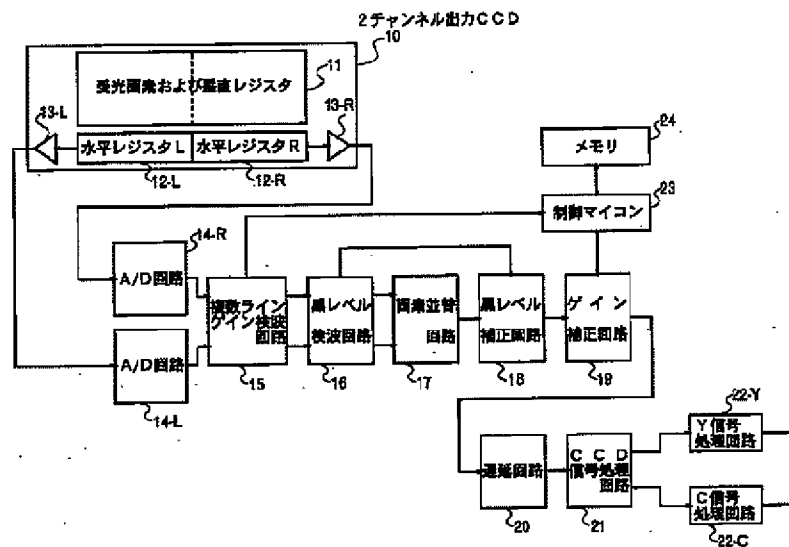 2チャンネル出力CCD
10
受光画素および垂直レジスタ
11
13-L
13-R
水平レジスタL
水平レジスタR
12-L
12-R
24
メモリ
23
制御マイコン
14-R
A/D回路
A/D回路
14-L
複数ライン
ゲイン検波
回路
15
黒レベル
検波回路
16
画素並替
回路
17
黒レベル
補正回路
18
ゲイン
補正回路
19
遅延回路
20
CCD
信号処理
回路
21
22-Y
Y信号
処理回路
C信号
処理回路
22-C